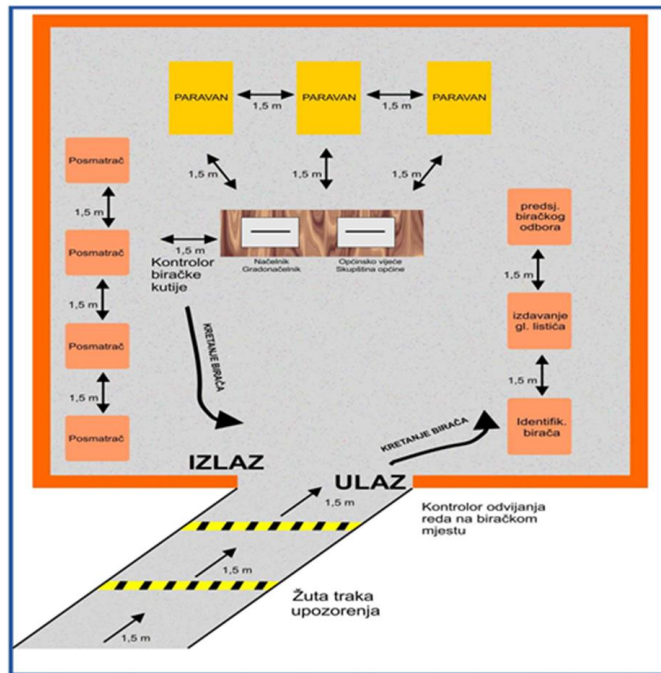 PARAVAN
PARAVAN
PARAVAN
1,5 m
1,5 m
1,5 m
1,5 m
1,5 m
Posmatrač
1,5 m
Posmatrač
1,5 m
Posmatrač
1,5 m
Posmatrač
1,5 m
Kontrolor
biračke
kutije
Načelnik
Gradonačelnik
Općinsko vijeće
Skupština općine
predsj.
biračkog
odbora
1,5 m
izdavanje
gl. listića
1,5 m
Identifik.
birača
KRETANJE BIRAČA
KRETANJE BIRAČA
IZLAZ
ULAZ
1,5 m
Kontrolor odvijanja
reda na biračkom
mjestu
1,5 m
Žuta traka
upozorenja
1,5 m